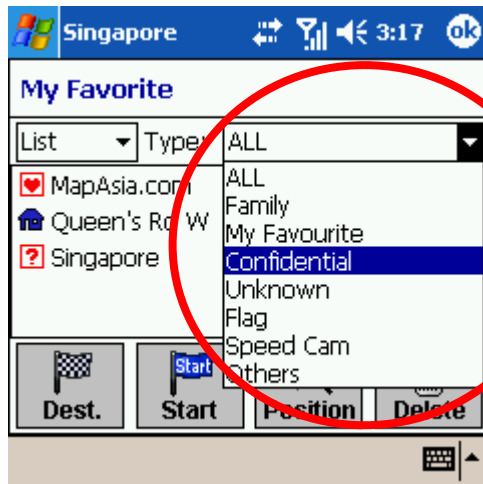 Singapore 3:17 ok
My Favorite
List Type: ALL
MapAsia.com
Queen's Rd W
Singapore
ALL
Family
My Favourite
Confidential
Unknown
Flag
Speed Cam
Others
Start
Dest. Start Position Delete